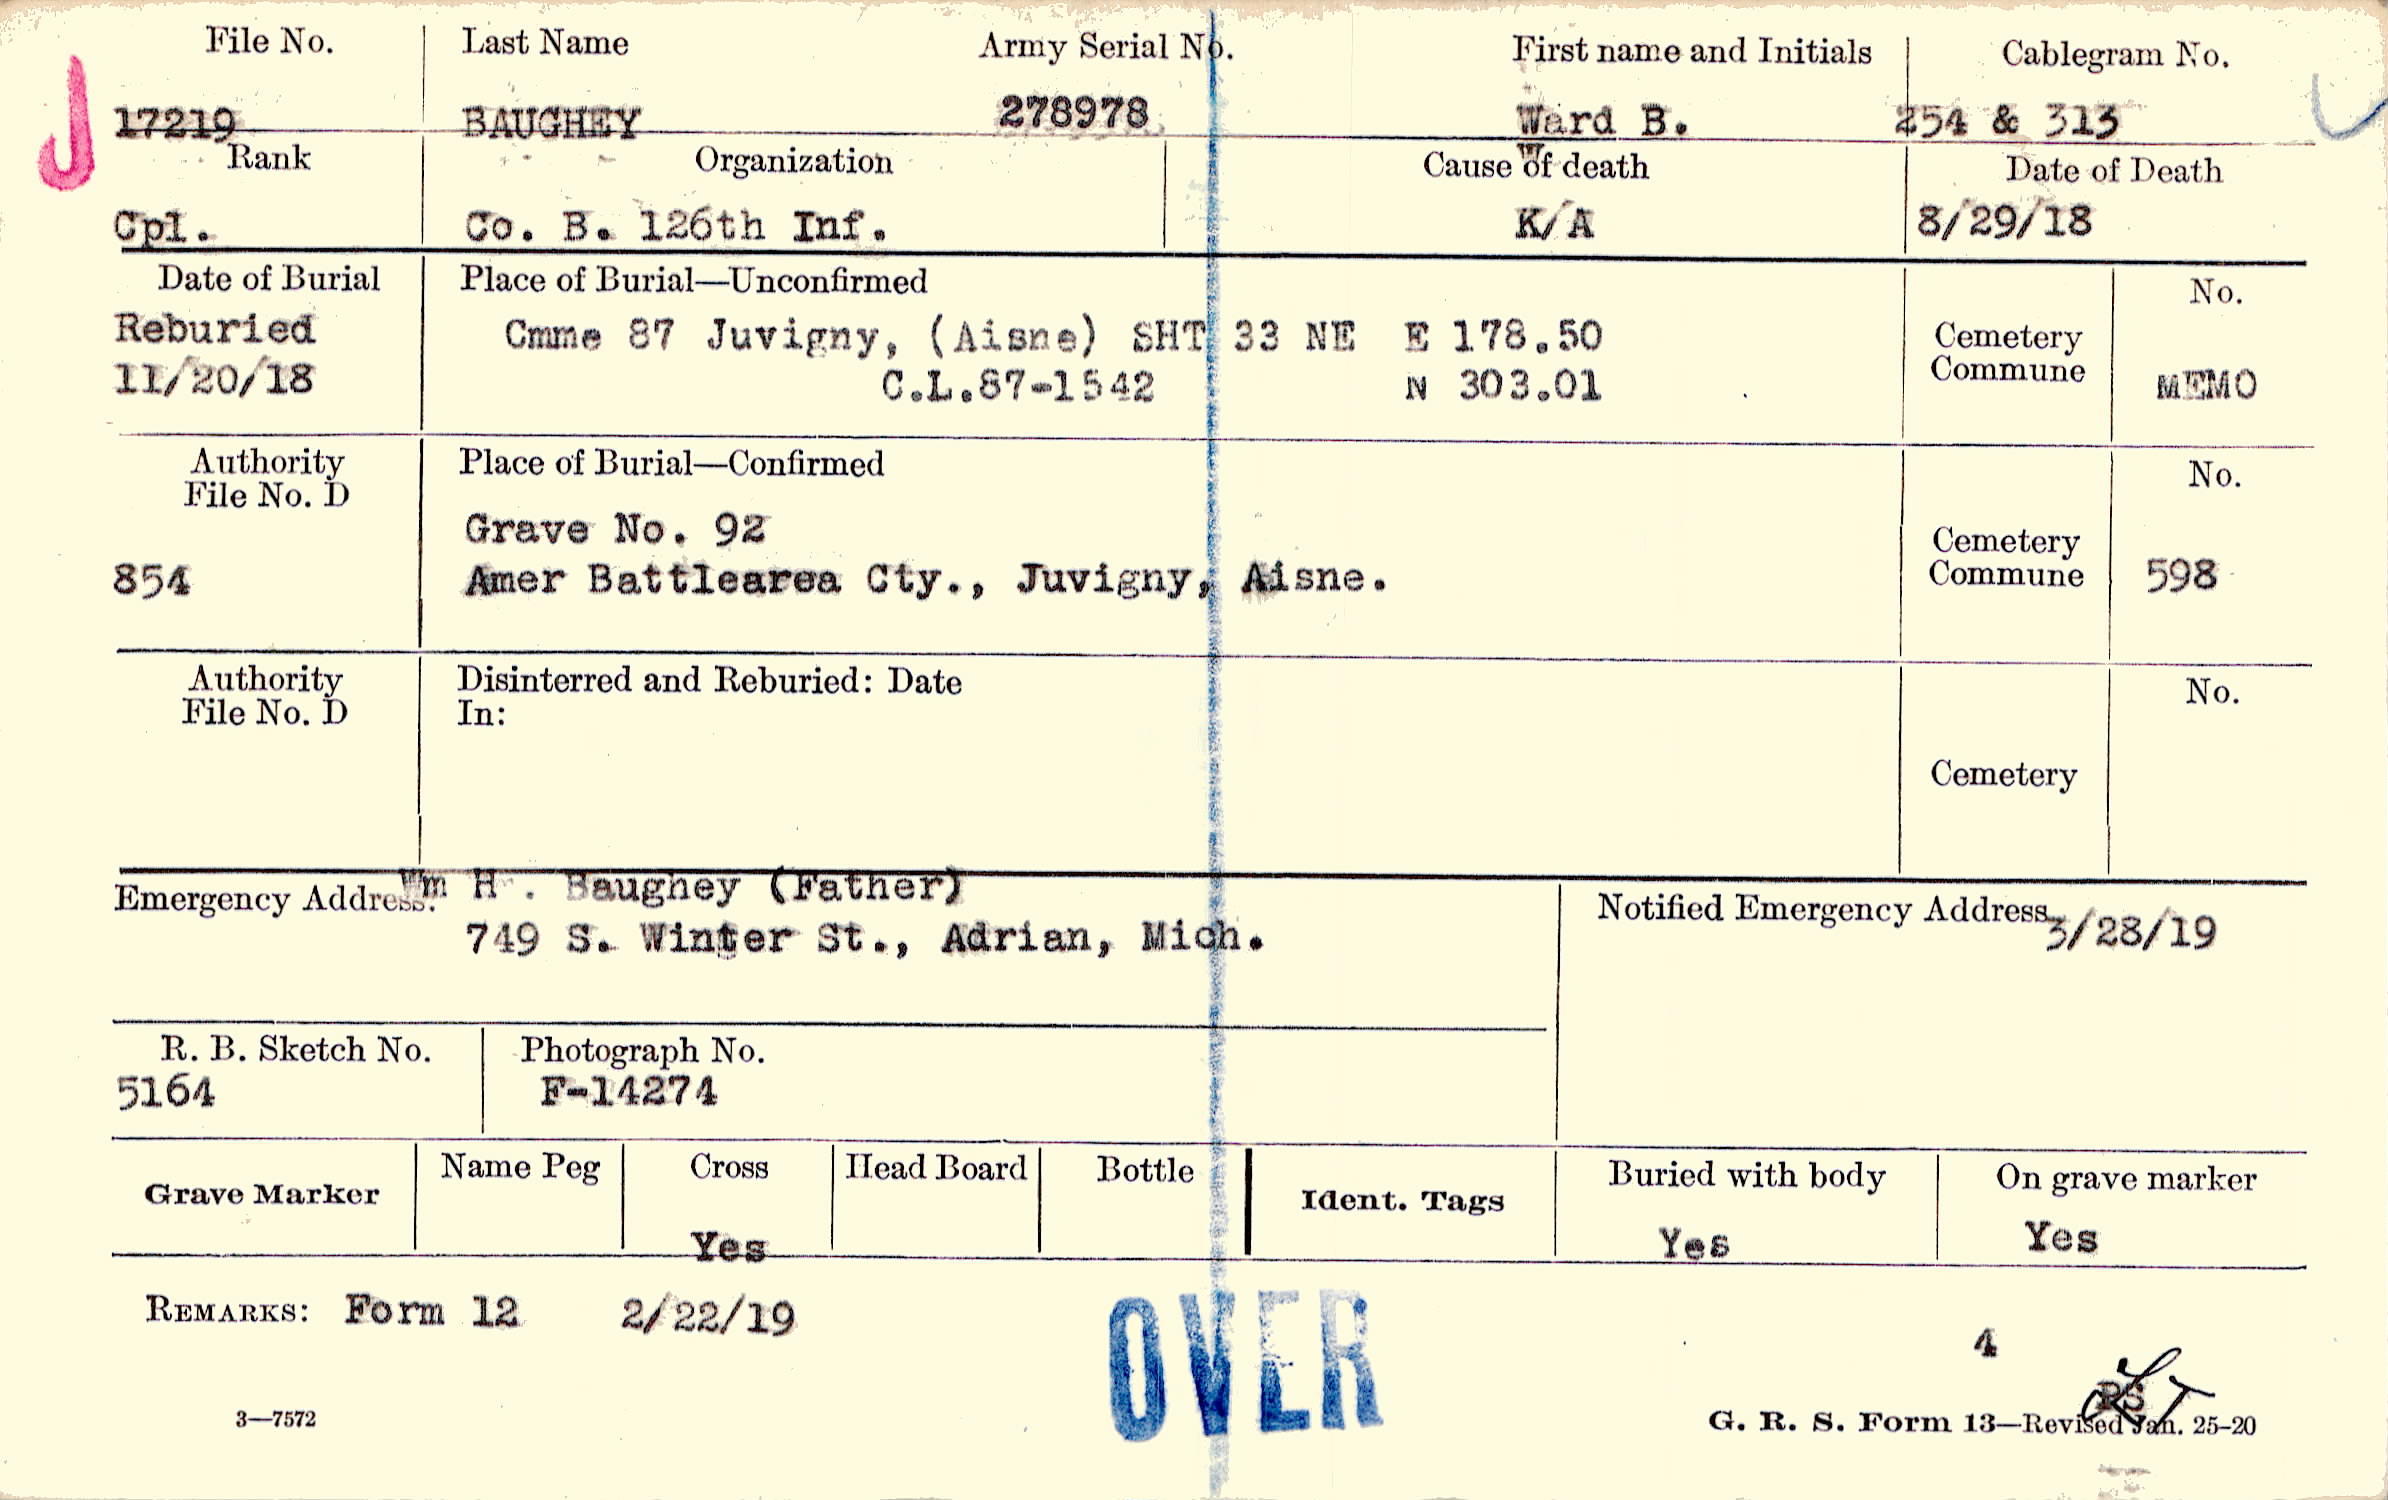 J
File No. Last Name Army Serial No. First name and Initials Cablegram No.
17219 BAUGHEY 278978 Ward B. 254 & 313
Rank Organization Cause of death Date of Death
Cpl. Co. B. 126th Inf. K/A 8/29/18
Date of Burial Place of Burial—Unconfirmed No.
Reburied Cmme 87 Juvigny, (Aisne) SHT 33 NE E 178.50 Cemetery
11/20/18 C.L.87-1542 N 303.01 Commune MEMO
Authority Place of Burial—Confirmed No.
File No. D
Grave No. 92 Cemetery
854 Amer Battlearea Cty., Juvigny, Aisne. Commune 598
Authority Disinterred and Reburied: Date No.
File No. D In:
Cemetery
Emergency Address: Wm H . Baughey (Father) Notified Emergency Address
749 S. Winter St., Adrian, Mich. 3/28/19
R. B. Sketch No. Photograph No.
5164 F-14274
Grave Marker Name Peg Cross Head Board Bottle Ident. Tags Buried with body On grave marker
Yes Yes Yes
REMARKS: Form 12 2/22/19
OVER
4
3—7572 G. R. S. Form 13—Revised Jan. 25-20